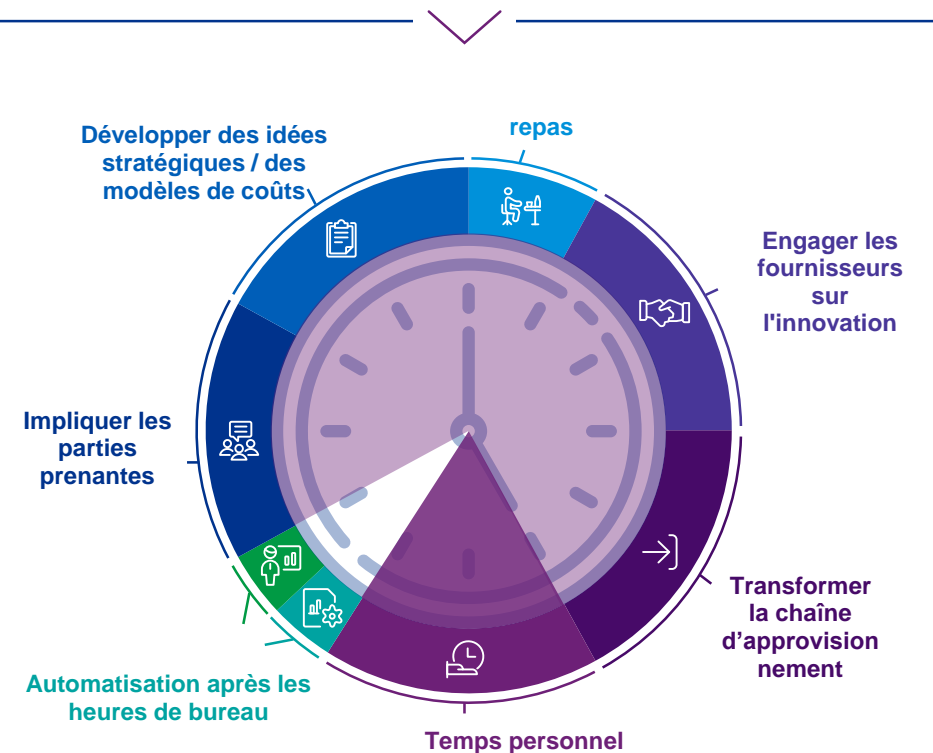 repas
Développer des idées
stratégiques / des
modèles de coûts
Engager les
fournisseurs
sur
l'innovation
Impliquer les
parties
prenantes
Transformer
la chaîne
d’approvision
nement
Automatisation après les
heures de bureau
Temps personnel